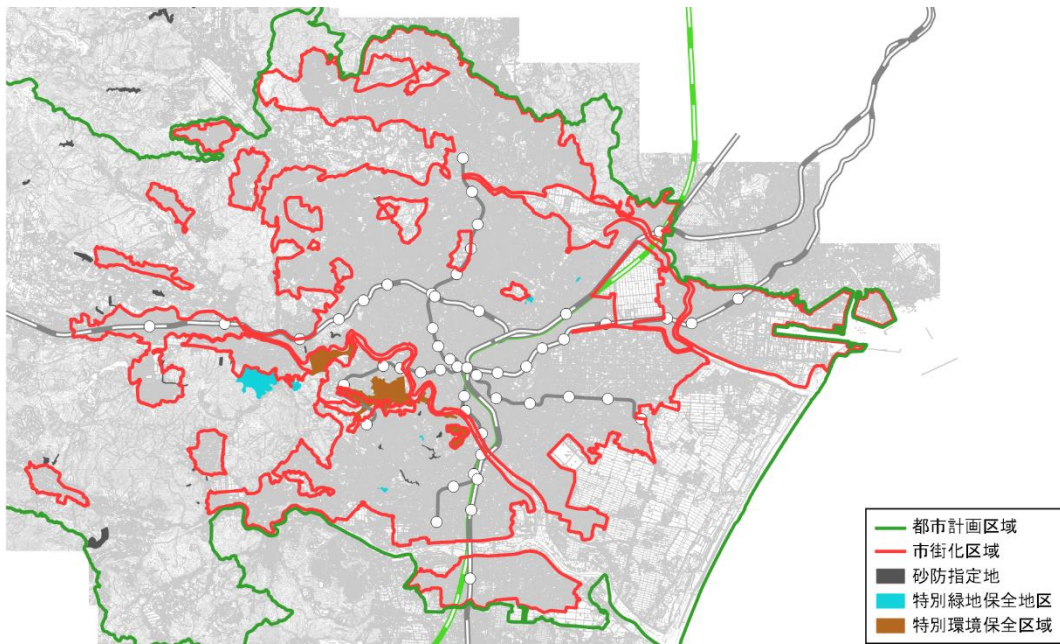 都市計画区域
市街化区域
砂防指定地
特別緑地保全地区
特別環境保全区域